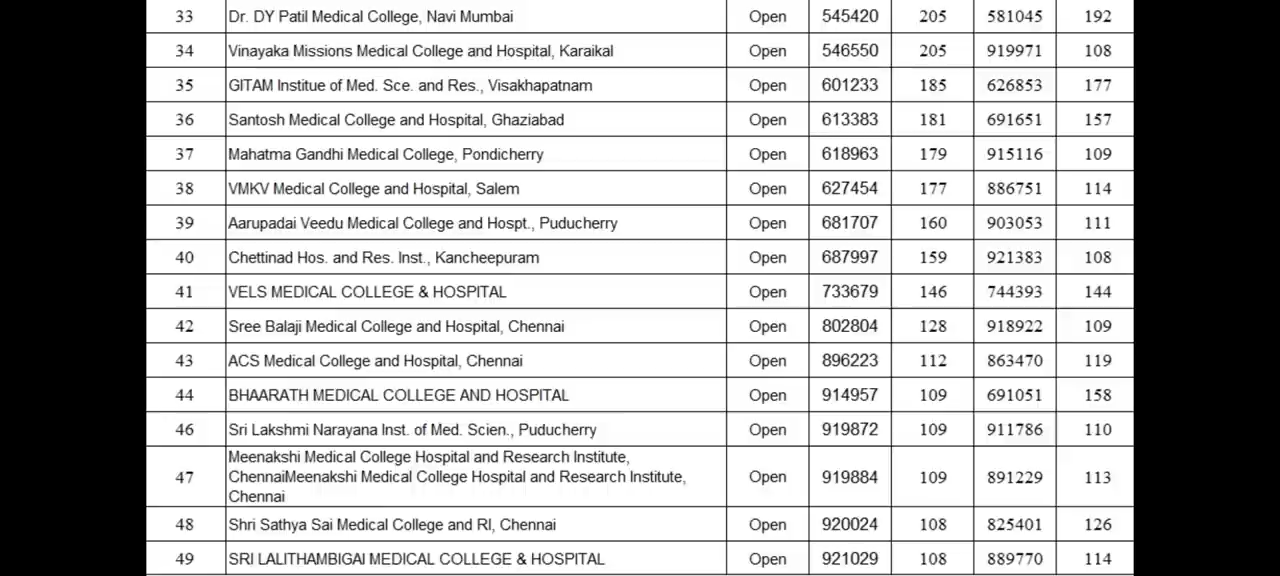 33 Dr. DY Patil Medical College, Navi Mumbai Open 545420 205 581045 192
34 Vinayaka Missions Medical College and Hospital, Karaikal Open 546550 205 919971 108
35 GITAM Institue of Med. Sce. and Res., Visakhapatnam Open 601233 185 626853 177
36 Santosh Medical College and Hospital, Ghaziabad Open 613383 181 691651 157
37 Mahatma Gandhi Medical College, Pondicherry Open 618963 179 915116 109
38 VMKV Medical College and Hospital, Salem Open 627454 177 886751 114
39 Aarupadai Veedu Medical College and Hospt., Puducherry Open 681707 160 903053 111
40 Chettinad Hos. and Res. Inst., Kancheepuram Open 687997 159 921383 108
41 VELS MEDICAL COLLEGE & HOSPITAL Open 733679 146 744393 144
42 Sree Balaji Medical College and Hospital, Chennai Open 802804 128 918922 109
43 ACS Medical College and Hospital, Chennai Open 896223 112 863470 119
44 BHAARATH MEDICAL COLLEGE AND HOSPITAL Open 914957 109 691051 158
46 Sri Lakshmi Narayana Inst. of Med. Scien., Puducherry Open 919872 109 911786 110
Meenakshi Medical College Hospital and Research Institute,
47 ChennaiMeenakshi Medical College Hospital and Research Institute, Open 919884 109 891229 113
Chennai
48 Shri Sathya Sai Medical College and RI, Chennai Open 920024 108 825401 126
49 SRI LALITHAMBIGAI MEDICAL COLLEGE & HOSPITAL Open 921029 108 889770 114